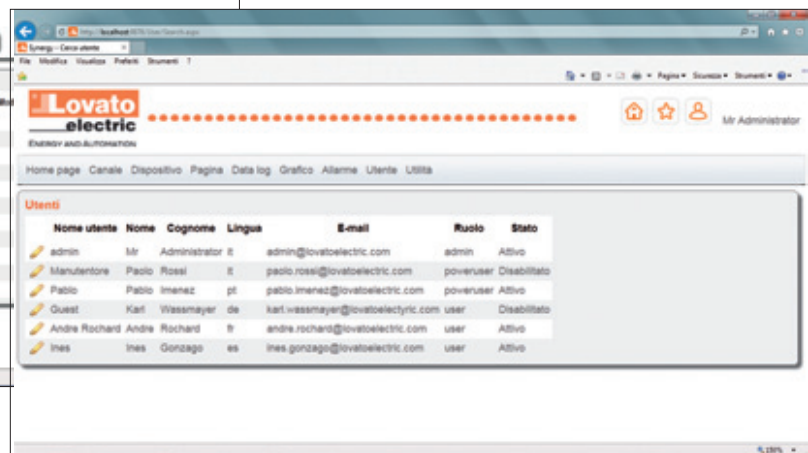 http://localhost
Synergy - Cerca utente
File Modifica Visualizza Preferiti Strumenti ?
Pagina Sicurezza Strumenti
Lovato
electric
ENERGY AND AUTOMATION
Mr Administrator
Home page Canale Dispositivo Pagina Data log Grafico Allarme Utente Utilità
Utenti
Nome utente Nome Cognome Lingua E-mail Ruolo Stato
admin Mr Administrator it admin@lovatoelectric.com admin Attivo
Manutentore Paolo Rossi it paolo.rossi@lovatoelectric.com poweruser Disabilitato
Pablo Pablo Imenez pt pablo.imenez@lovatoelectric.com poweruser Attivo
Guest Karl Wassmayer de karl.wassmayer@lovatoelectyric.com user Disabilitato
Andre Rochard Andre Rochard fr andre.rochard@lovatoelectric.com user Attivo
Ines Ines Gonzago es ines.gonzago@lovatoelectric.com user Attivo